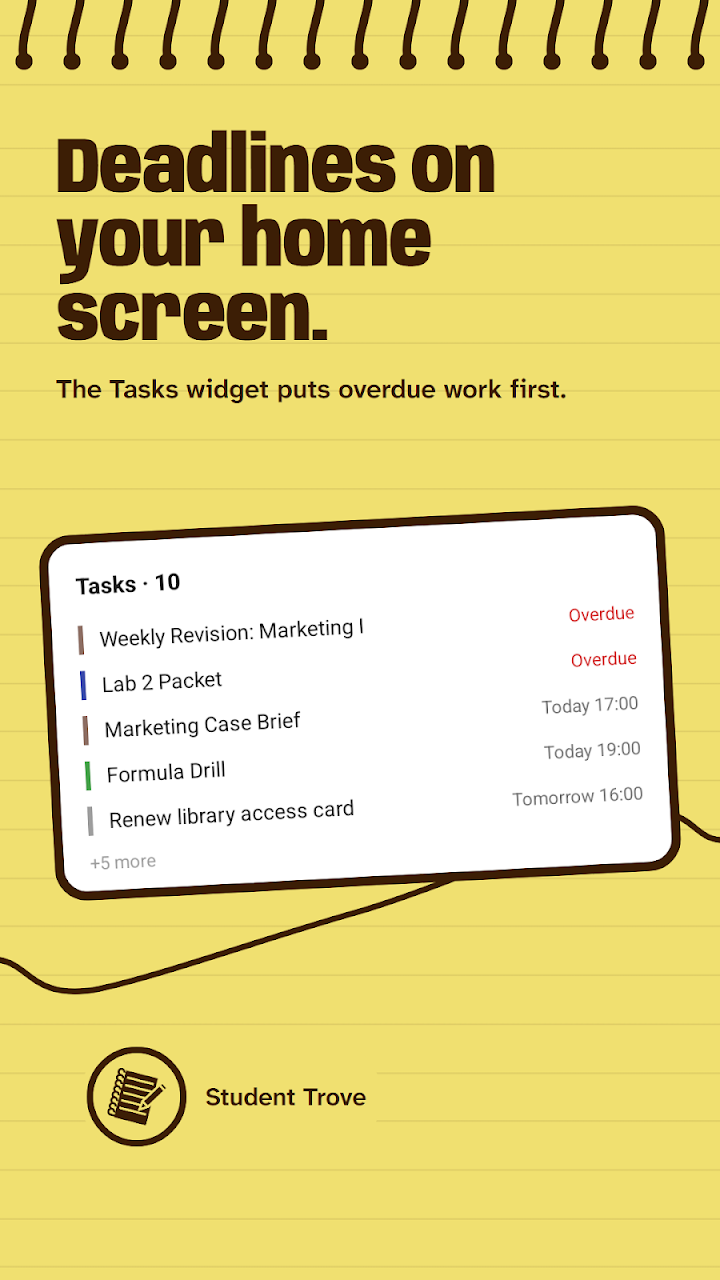 Deadlines on
your home
screen.
The Tasks widget puts overdue work first.
Tasks · 10
Weekly Revision: Marketing I Overdue
Lab 2 Packet Overdue
Marketing Case Brief Today 17:00
Formula Drill Today 19:00
Renew library access card Tomorrow 16:00
+5 more
Student Trove